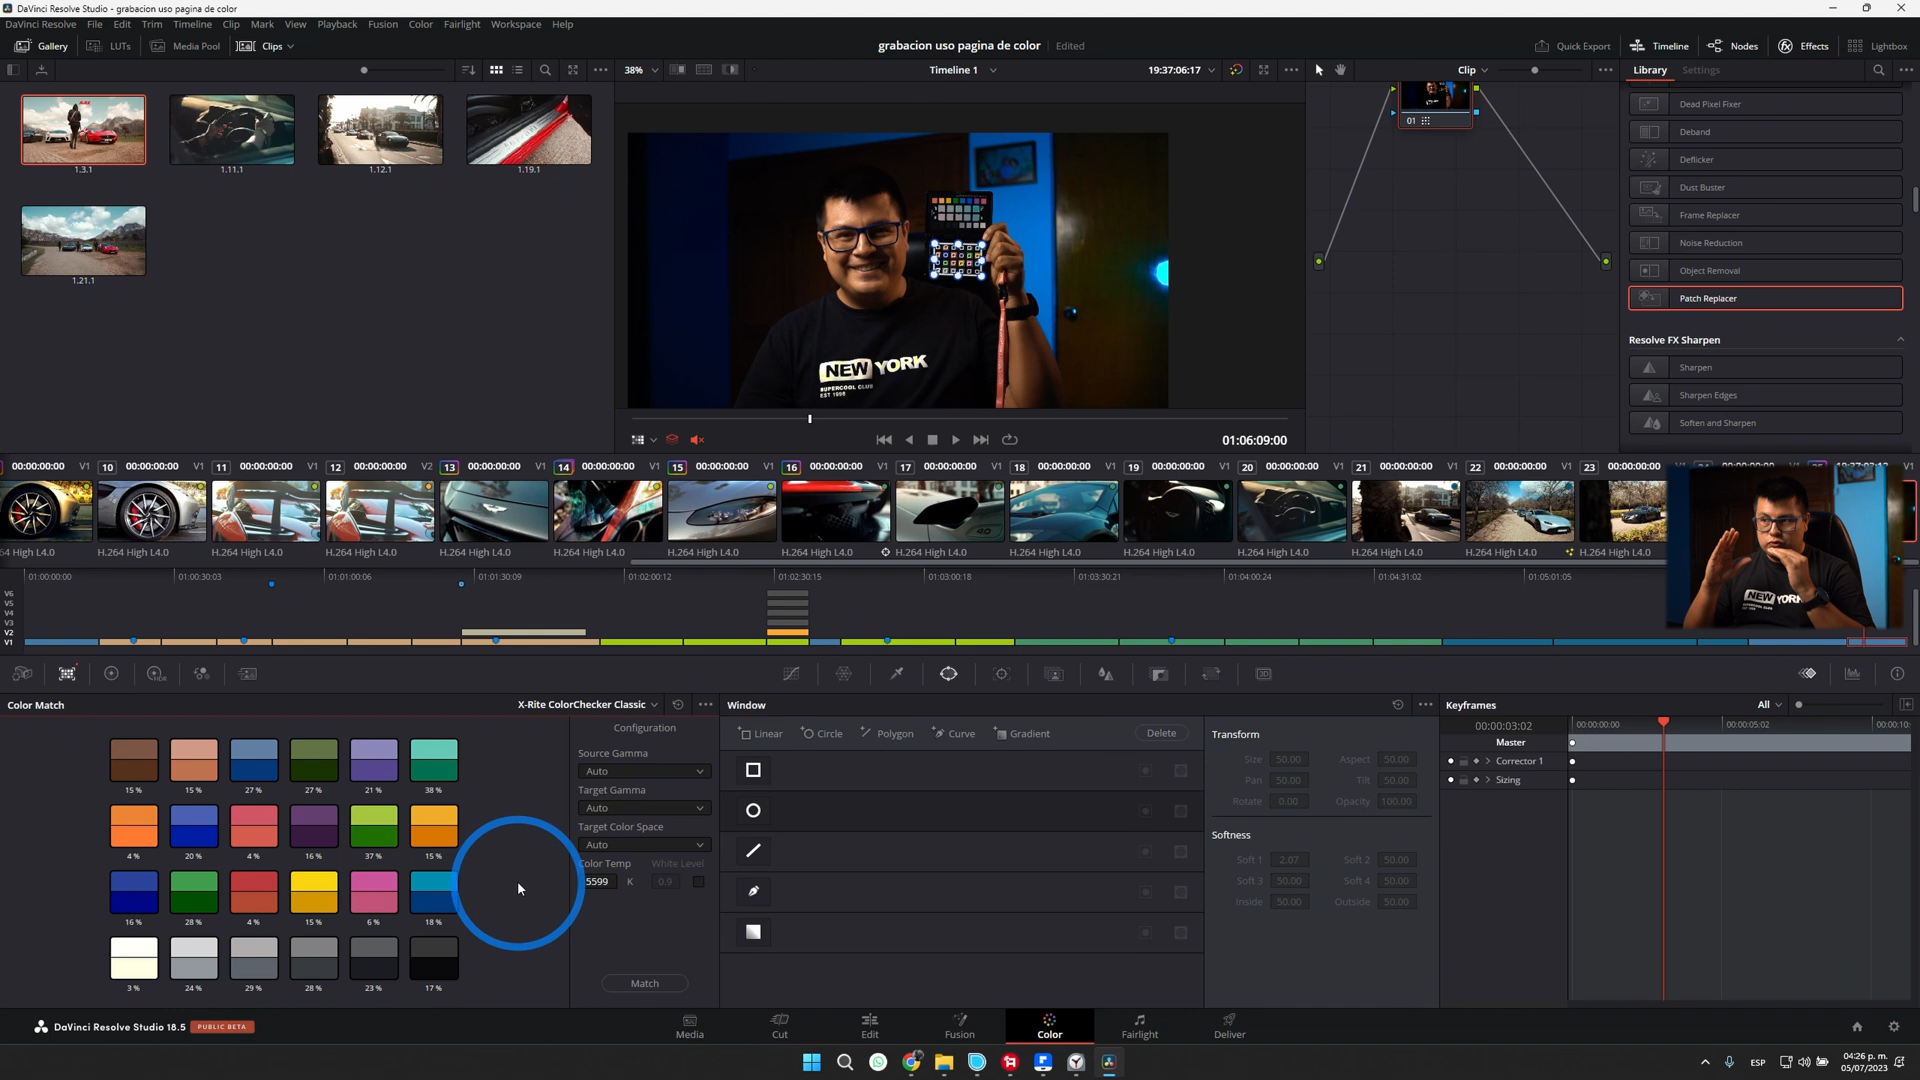 DaVinci Resolve Studio - grabacion uso pagina de color
DaVinci Resolve File Edit Trim Timeline Clip Mark View Playback Fusion Color Fairlight Workspace Help
Gallery LUTs Media Pool Clips grabacion uso pagina de color Edited Quick Export Timeline Nodes Effects Lightbox
38% Timeline 1 19:37:06:17 Clip Library Settings
1.3.1 1.11.1 1.12.1 1.19.1
1.21.1
NEW YORK
SUPERCOOL CLUB
EST 1998
01
Dead Pixel Fixer
Deband
Deflicker
Dust Buster
Frame Replacer
Noise Reduction
Object Removal
Patch Replacer
Resolve FX Sharpen
Sharpen
Sharpen Edges
Soften and Sharpen
01:06:09:00
00:00:00:00 V1 10 00:00:00:00 V1 11 00:00:00:00 V1 12 00:00:00:00 V2 13 00:00:00:00 V1 14 00:00:00:00 V1 15 00:00:00:00 V1 16 00:00:00:00 V1 17 00:00:00:00 V1 18 00:00:00:00 V1 19 00:00:00:00 V1 20 00:00:00:00 V1 21 00:00:00:00 V1 22 00:00:00:00 V1 23 00:00:00:00
64 High L4.0 H.264 High L4.0 H.264 High L4.0 H.264 High L4.0 H.264 High L4.0 H.264 High L4.0 H.264 High L4.0 H.264 High L4.0 H.264 High L4.0 H.264 High L4.0 H.264 High L4.0 H.264 High L4.0 H.264 High L4.0 H.264 High L4.0 H.264 High L4.0
01:00:00:00 01:00:30:03 01:01:00:06 01:01:30:09 01:02:00:12 01:02:30:15 01:03:00:18 01:03:30:21 01:04:00:24 01:04:31:02 01:05:01:05
NEW YORK
V6
V5
V4
V3
V2
V1
Color Match X-Rite ColorChecker Classic Window Keyframes All
Configuration
Source Gamma
Auto
Target Gamma
Auto
Target Color Space
Auto
Color Temp White Level
5599 K 0.9
Match
15 % 15 % 27 % 27 % 21 % 38 %
4 % 20 % 4 % 16 % 37 % 15 %
16 % 28 % 4 % 15 % 6 % 18 %
3 % 24 % 29 % 28 % 23 % 17 %
Linear Circle Polygon Curve Gradient Delete
Transform
Size 50.00 Aspect 50.00
Pan 50.00 Tilt 50.00
Rotate 0.00 Opacity 100.00
Softness
Soft 1 2.07 Soft 2 50.00
Soft 3 50.00 Soft 4 50.00
Inside 50.00 Outside 50.00
00:00:03:02 00:00:00:00 00:00:05:02 00:00:10:
Master
Corrector 1
Sizing
DaVinci Resolve Studio 18.5 PUBLIC BETA
Media Cut Edit Fusion Color Fairlight Deliver
ESP 04:26 p. m.
05/07/2023